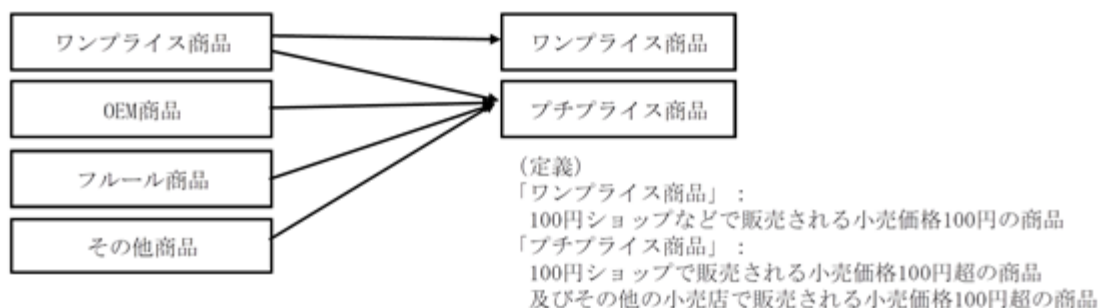 ワンプライス商品
OEM商品
フルール商品
その他商品
ワンプライス商品
プチプライス商品
（定義）
「ワンプライス商品」：
100円ショップなどで販売される小売価格100円の商品
「プチプライス商品」：
100円ショップで販売される小売価格100円超の商品
及びその他の小売店で販売される小売価格100円超の商品